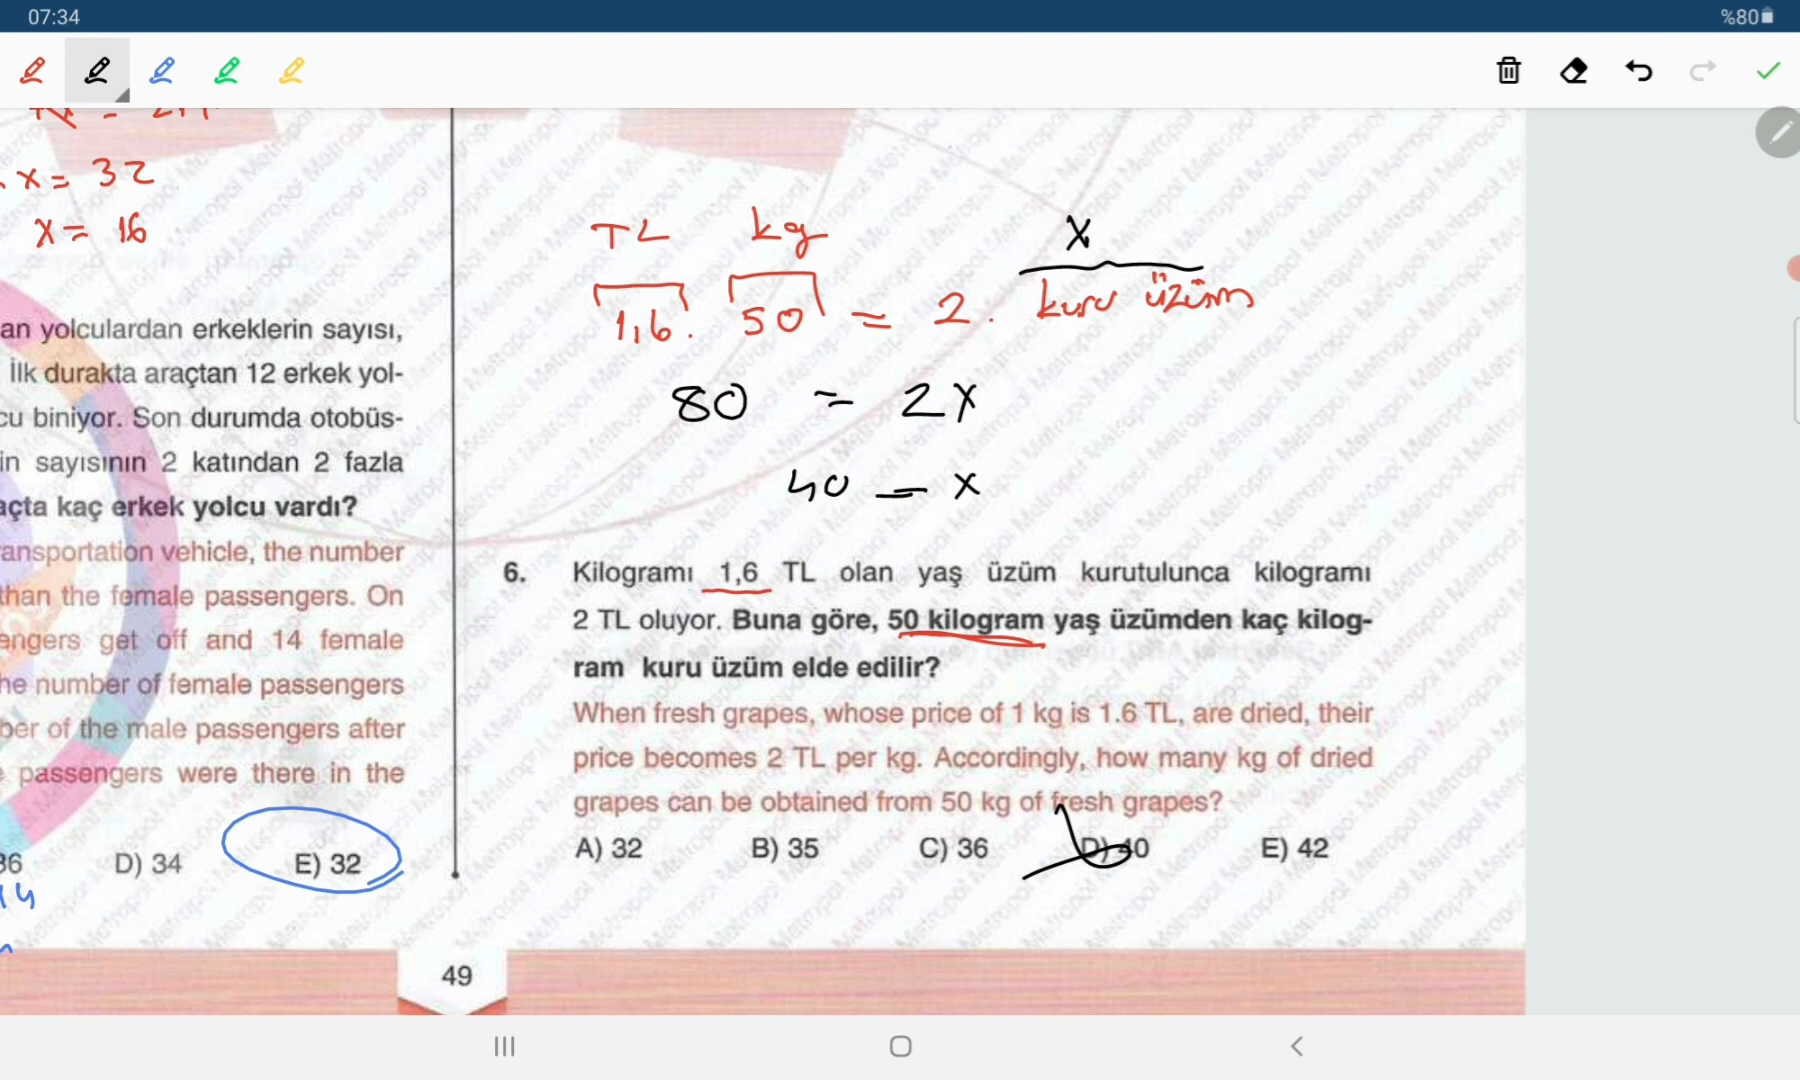 07:34
%80
x = 32
x = 16
an yolculardan erkeklerin sayısı,
İlk durakta araçtan 12 erkek yol-
cu biniyor. Son durumda otobüs-
in sayısının 2 katından 2 fazla
açta kaç erkek yolcu vardı?
ransportation vehicle, the number
than the female passengers. On
engers get off and 14 female
he number of female passengers
ber of the male passengers after
passengers were there in the
36 D) 34 E) 32
14
TL kg x
1,6 . 50 = 2 . kuru üzüm
80 = 2x
40 = x
6. Kilogramı 1,6 TL olan yaş üzüm kurutulunca kilogramı
2 TL oluyor. Buna göre, 50 kilogram yaş üzümden kaç kilog-
ram kuru üzüm elde edilir?
When fresh grapes, whose price of 1 kg is 1.6 TL, are dried, their
price becomes 2 TL per kg. Accordingly, how many kg of dried
grapes can be obtained from 50 kg of fresh grapes?
A) 32 B) 35 C) 36 D) 40 E) 42
49